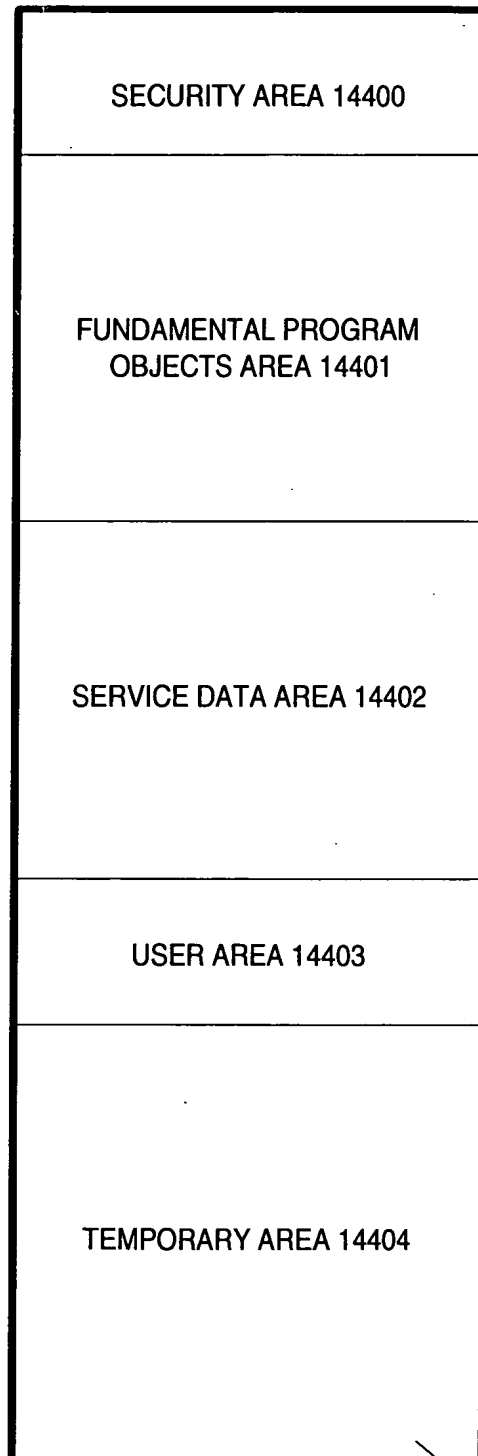 SECURITY AREA 14400
FUNDAMENTAL PROGRAM
OBJECTS AREA 14401
SERVICE DATA AREA 14402
USER AREA 14403
TEMPORARY AREA 14404